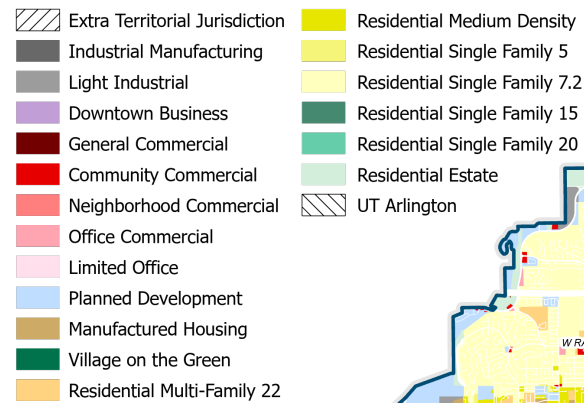 Extra Territorial Jurisdiction
Industrial Manufacturing
Light Industrial
Downtown Business
General Commercial
Community Commercial
Neighborhood Commercial
Office Commercial
Limited Office
Planned Development
Manufactured Housing
Village on the Green
Residential Multi-Family 22
Residential Medium Density
Residential Single Family 5
Residential Single Family 7.2
Residential Single Family 15
Residential Single Family 20
Residential Estate
UT Arlington
W RA